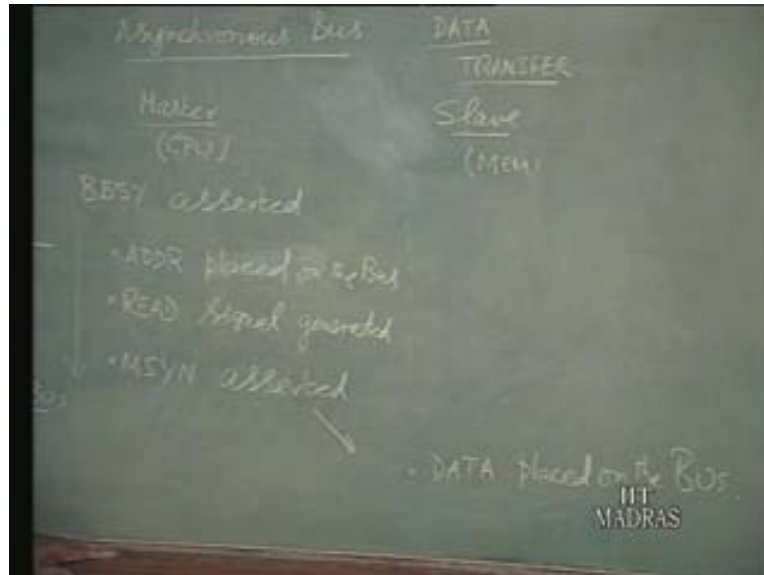 Asynchronous Bus DATA
TRANSFER
Master Slave
(CPU) (MEM)
BBSY asserted
• ADDR placed on the Bus
• READ signal generated
• MSYN asserted
Bus
• DATA placed on the Bus.
IIT
MADRAS